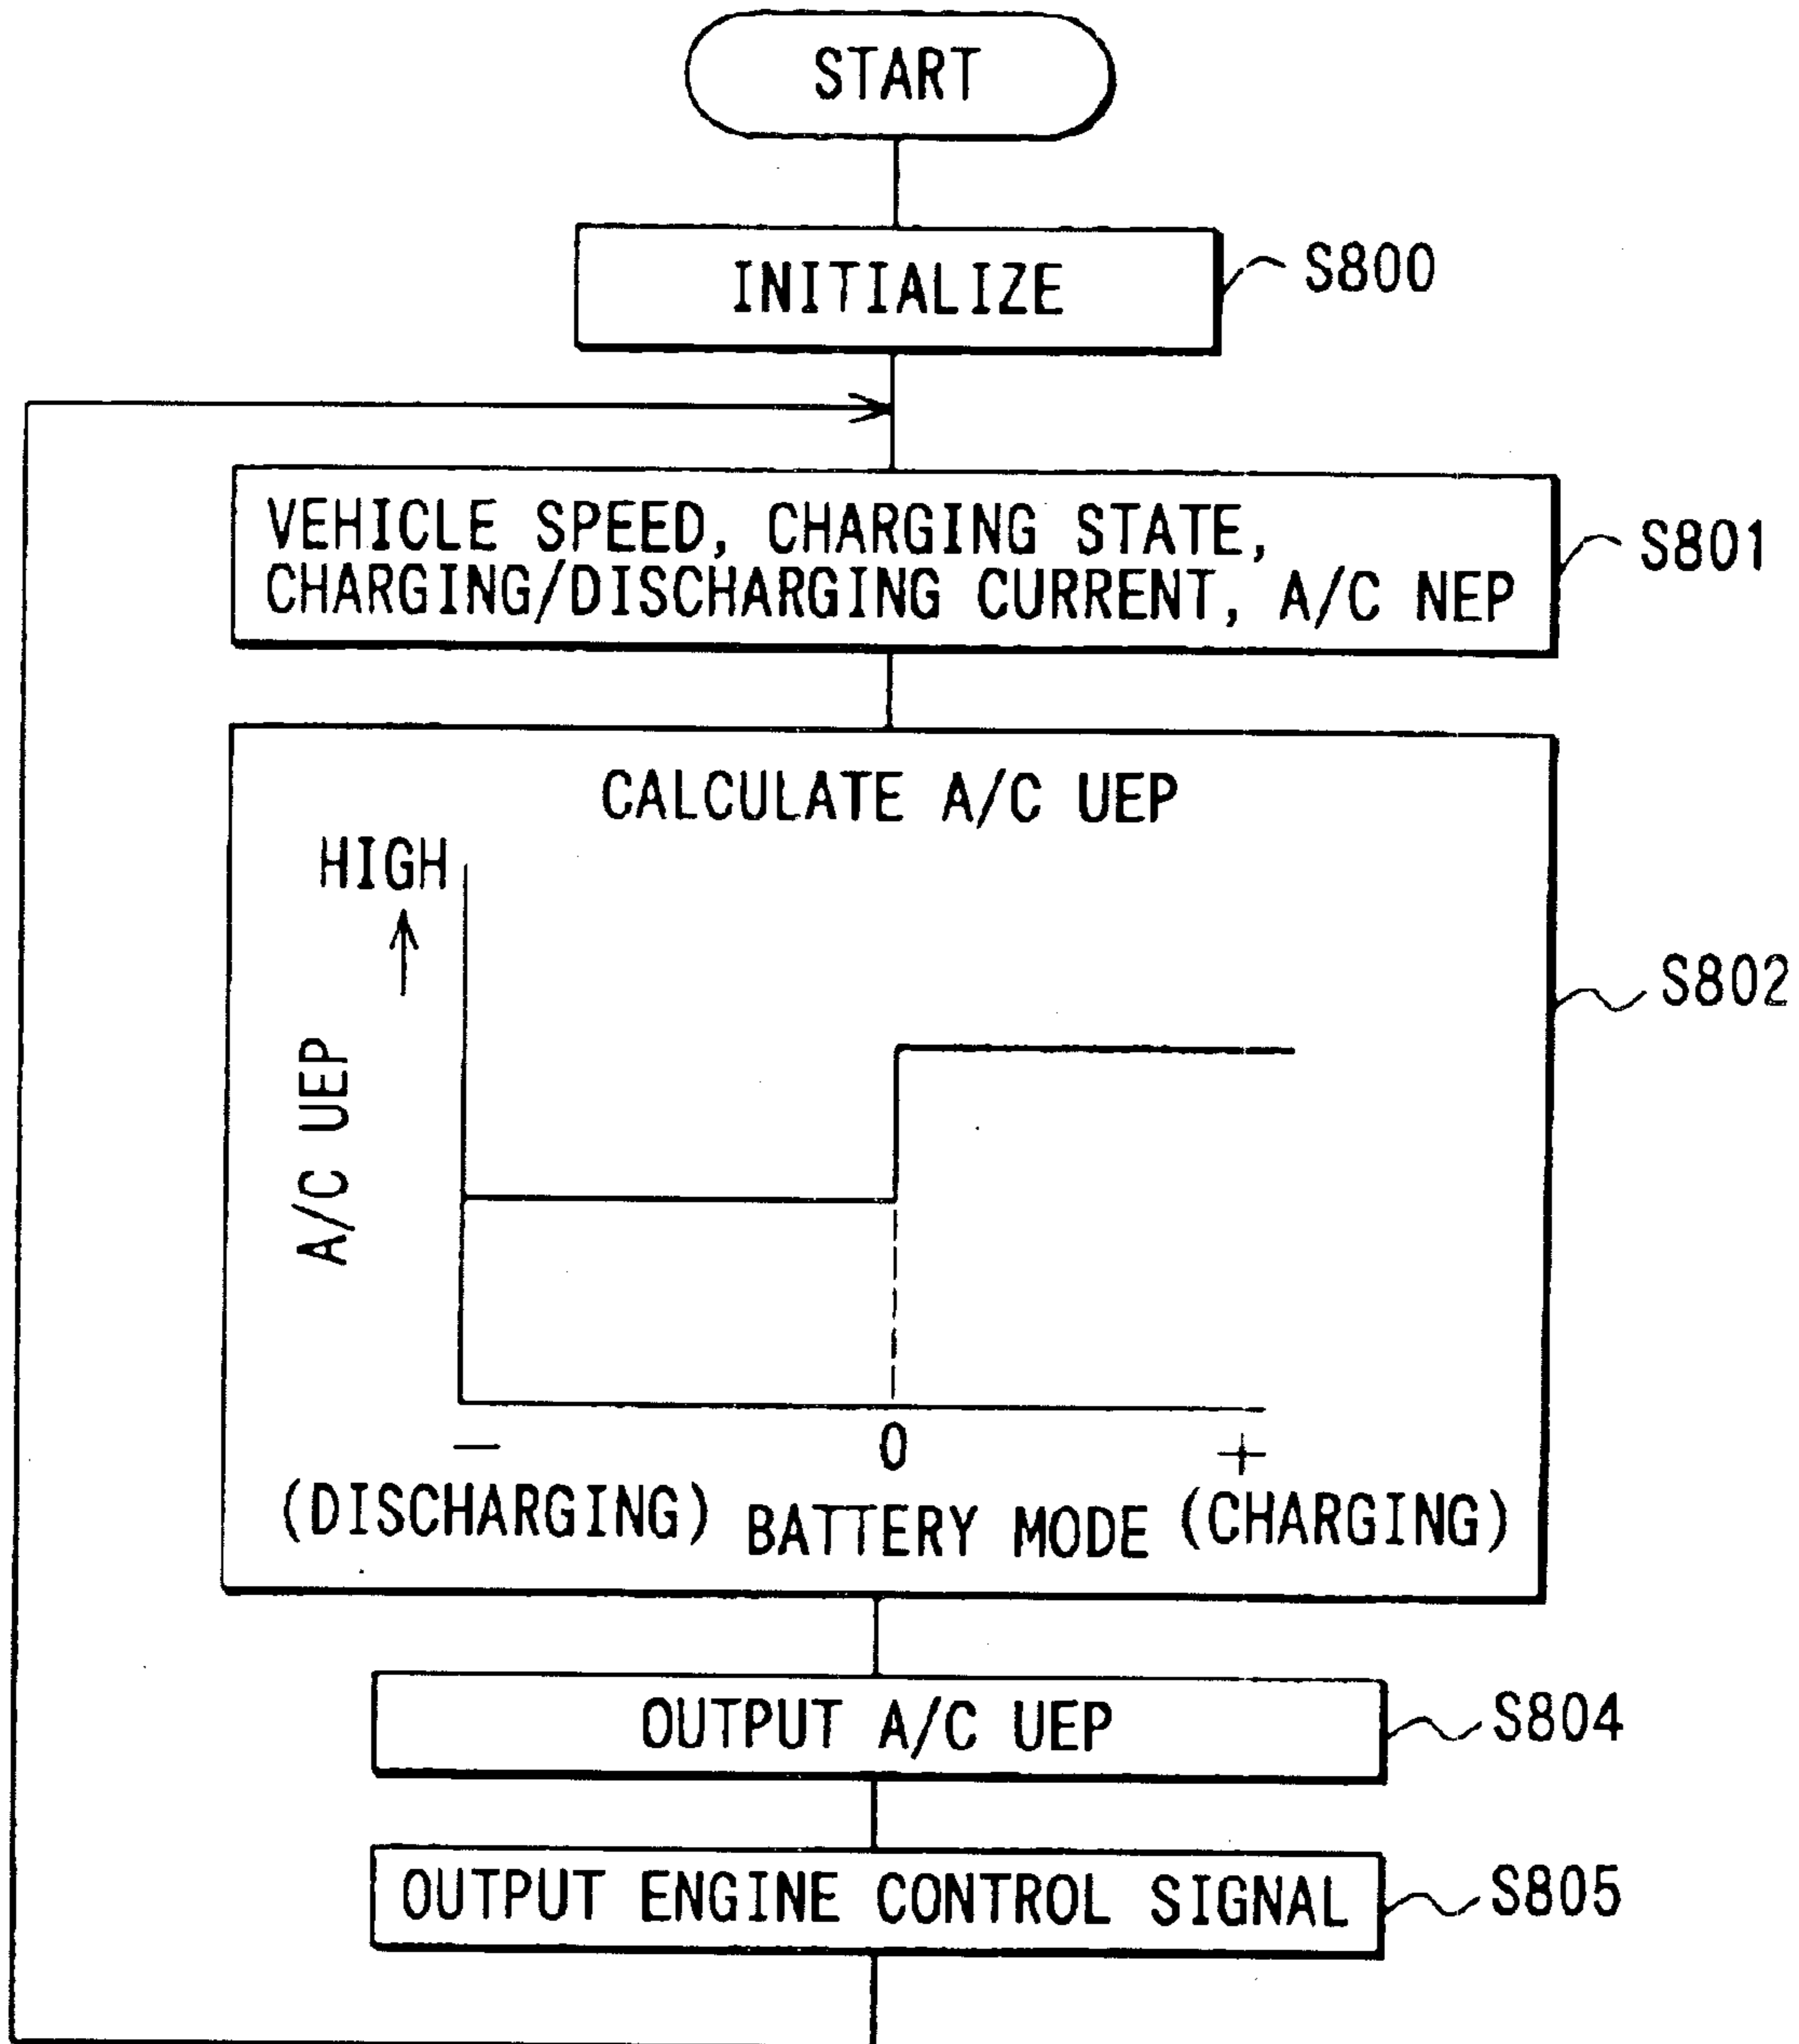 START
INITIALIZE
S800
VEHICLE SPEED, CHARGING STATE,
CHARGING/DISCHARGING CURRENT, A/C NEP
S801
CALCULATE A/C UEP
HIGH
A/C UEP
S802
− 0 +
(DISCHARGING) BATTERY MODE (CHARGING)
OUTPUT A/C UEP
S804
OUTPUT ENGINE CONTROL SIGNAL
S805